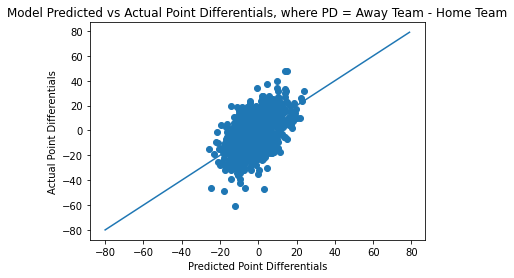 Model Predicted vs Actual Point Differentials, where PD = Away Team - Home Team
80
60
40
20
0
−20
−40
−60
−80
Actual Point Differentials
−80 −60 −40 −20 0 20 40 60 80
Predicted Point Differentials